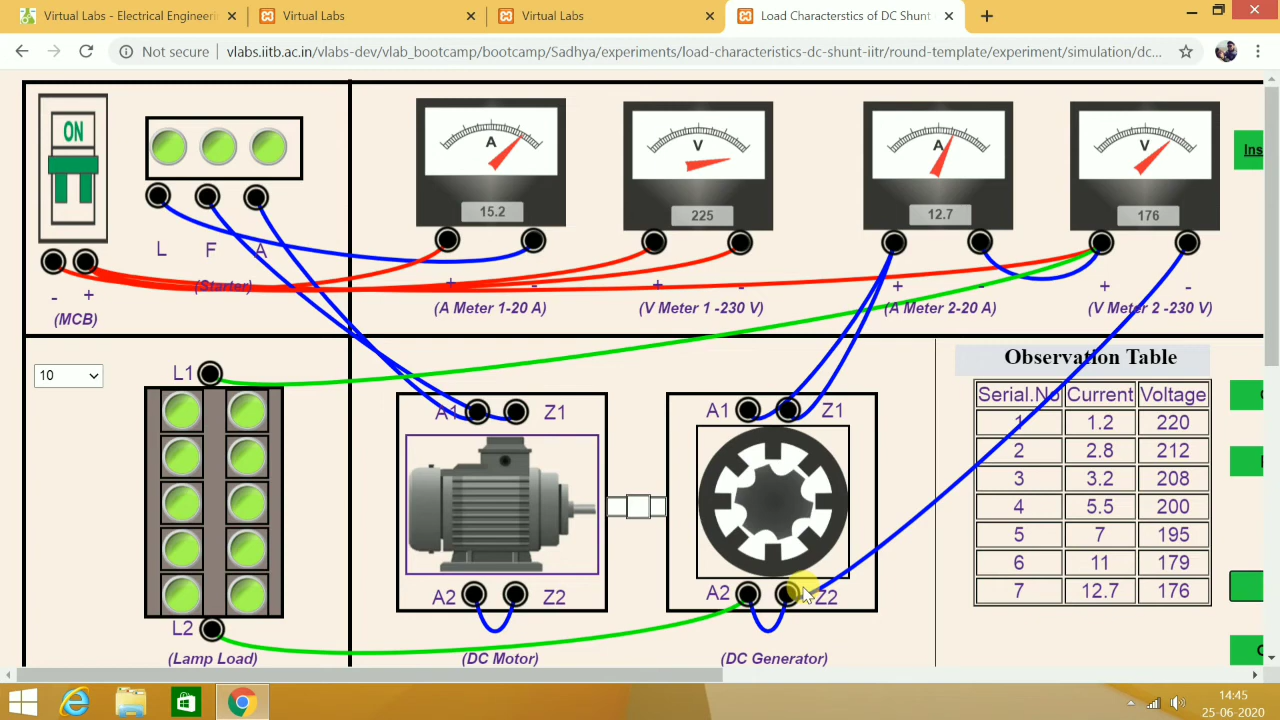 Virtual Labs - Electrical Engineerin
Virtual Labs
Virtual Labs
Load Characterstics of DC Shunt
Not secure
vlabs.iitb.ac.in/vlabs-dev/vlab_bootcamp/bootcamp/Sadhya/experiments/load-characteristics-dc-shunt-iitr/round-template/experiment/simulation/dc...
ON
A
V
A
V
Ins
15.2
225
12.7
176
L F A
(Starter)
- +
(MCB)
+ -
(A Meter 1-20 A)
+ -
(V Meter 1 -230 V)
+ -
(A Meter 2-20 A)
+ -
(V Meter 2 -230 V)
10
L1
L2
(Lamp Load)
A1 Z1
A2 Z2
(DC Motor)
A1 Z1
A2 Z2
(DC Generator)
Observation Table
Serial.No Current Voltage
1 1.2 220
2 2.8 212
3 3.2 208
4 5.5 200
5 7 195
6 11 179
7 12.7 176
14:45
25-06-2020